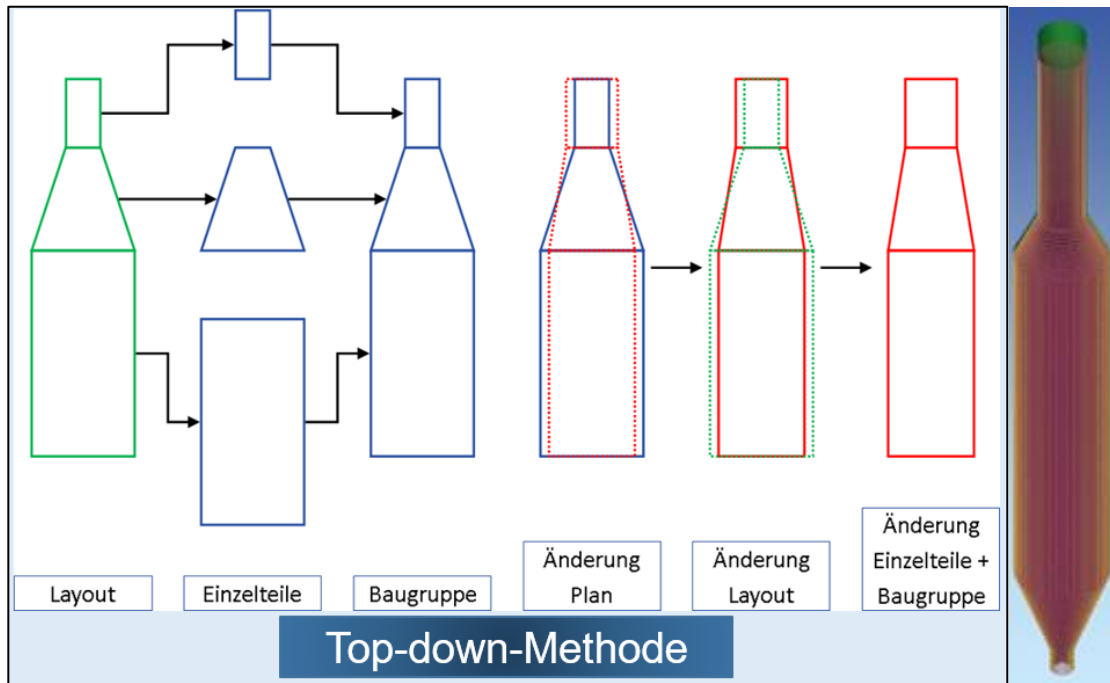 Layout
Einzelteile
Baugruppe
Änderung
Plan
Änderung
Layout
Änderung
Einzelteile +
Baugruppe
Top-down-Methode